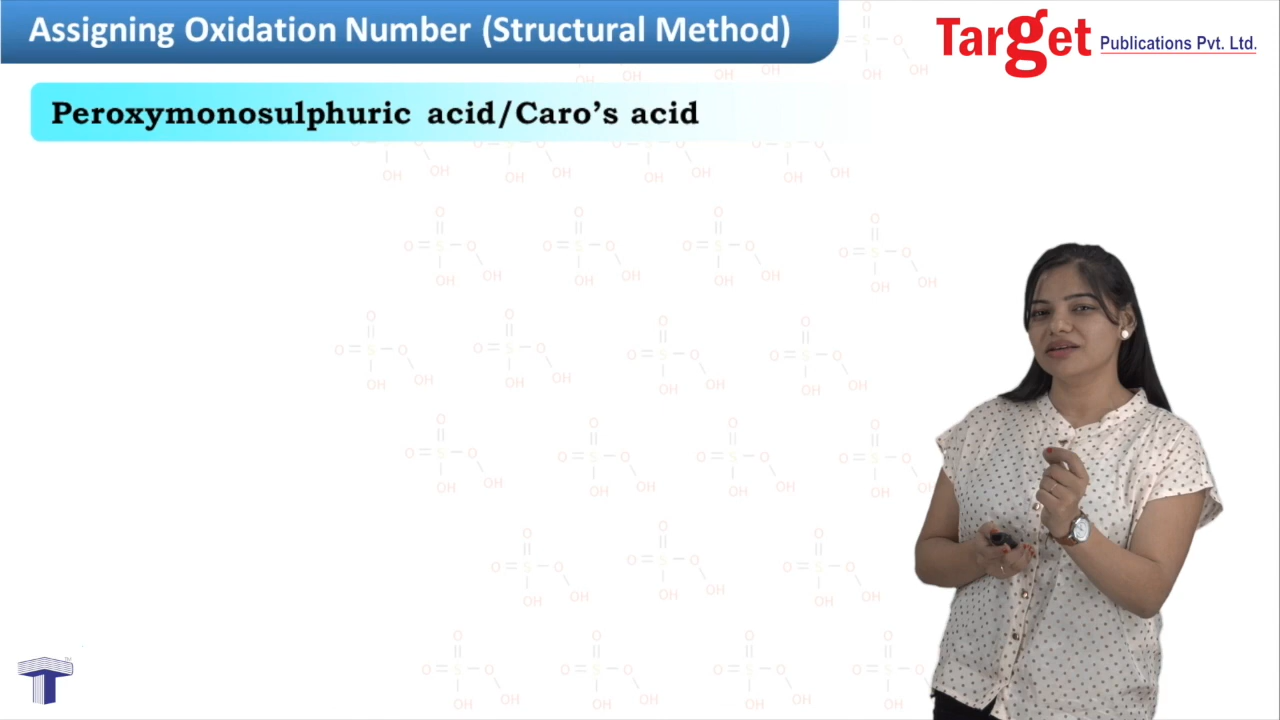 Assigning Oxidation Number (Structural Method)
Target Publications Pvt. Ltd.
Peroxymonosulphuric acid/Caro’s acid